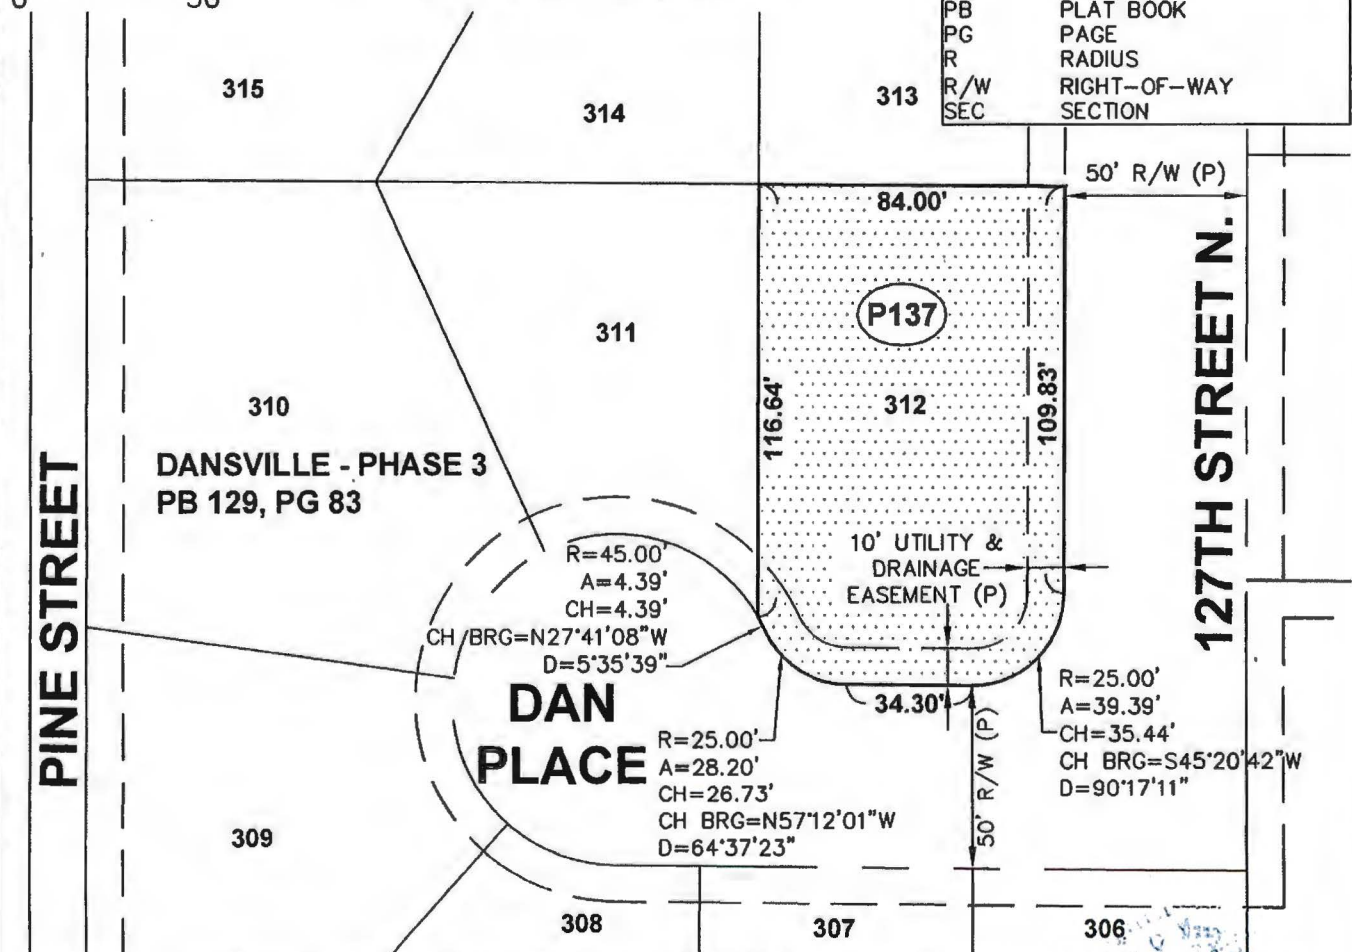 PB PLAT BOOK
PG PAGE
R RADIUS
R/W RIGHT-OF-WAY
SEC SECTION
315
314
313
50' R/W (P)
84.00'
P137
311
312
310
116.64'
109.83'
127TH STREET N.
DANSVILLE - PHASE 3
PB 129, PG 83
PINE STREET
10' UTILITY &
DRAINAGE
EASEMENT (P)
R=45.00'
A=4.39'
CH=4.39'
CH BRG=N27°41'08"W
D=5°35'39"
DAN
PLACE
34.30'
R=25.00'
A=28.20'
CH=26.73'
CH BRG=N57°12'01"W
D=64°37'23"
50' R/W (P)
R=25.00'
A=39.39'
CH=35.44'
CH BRG=S45°20'42"W
D=90°17'11"
309
308
307
306